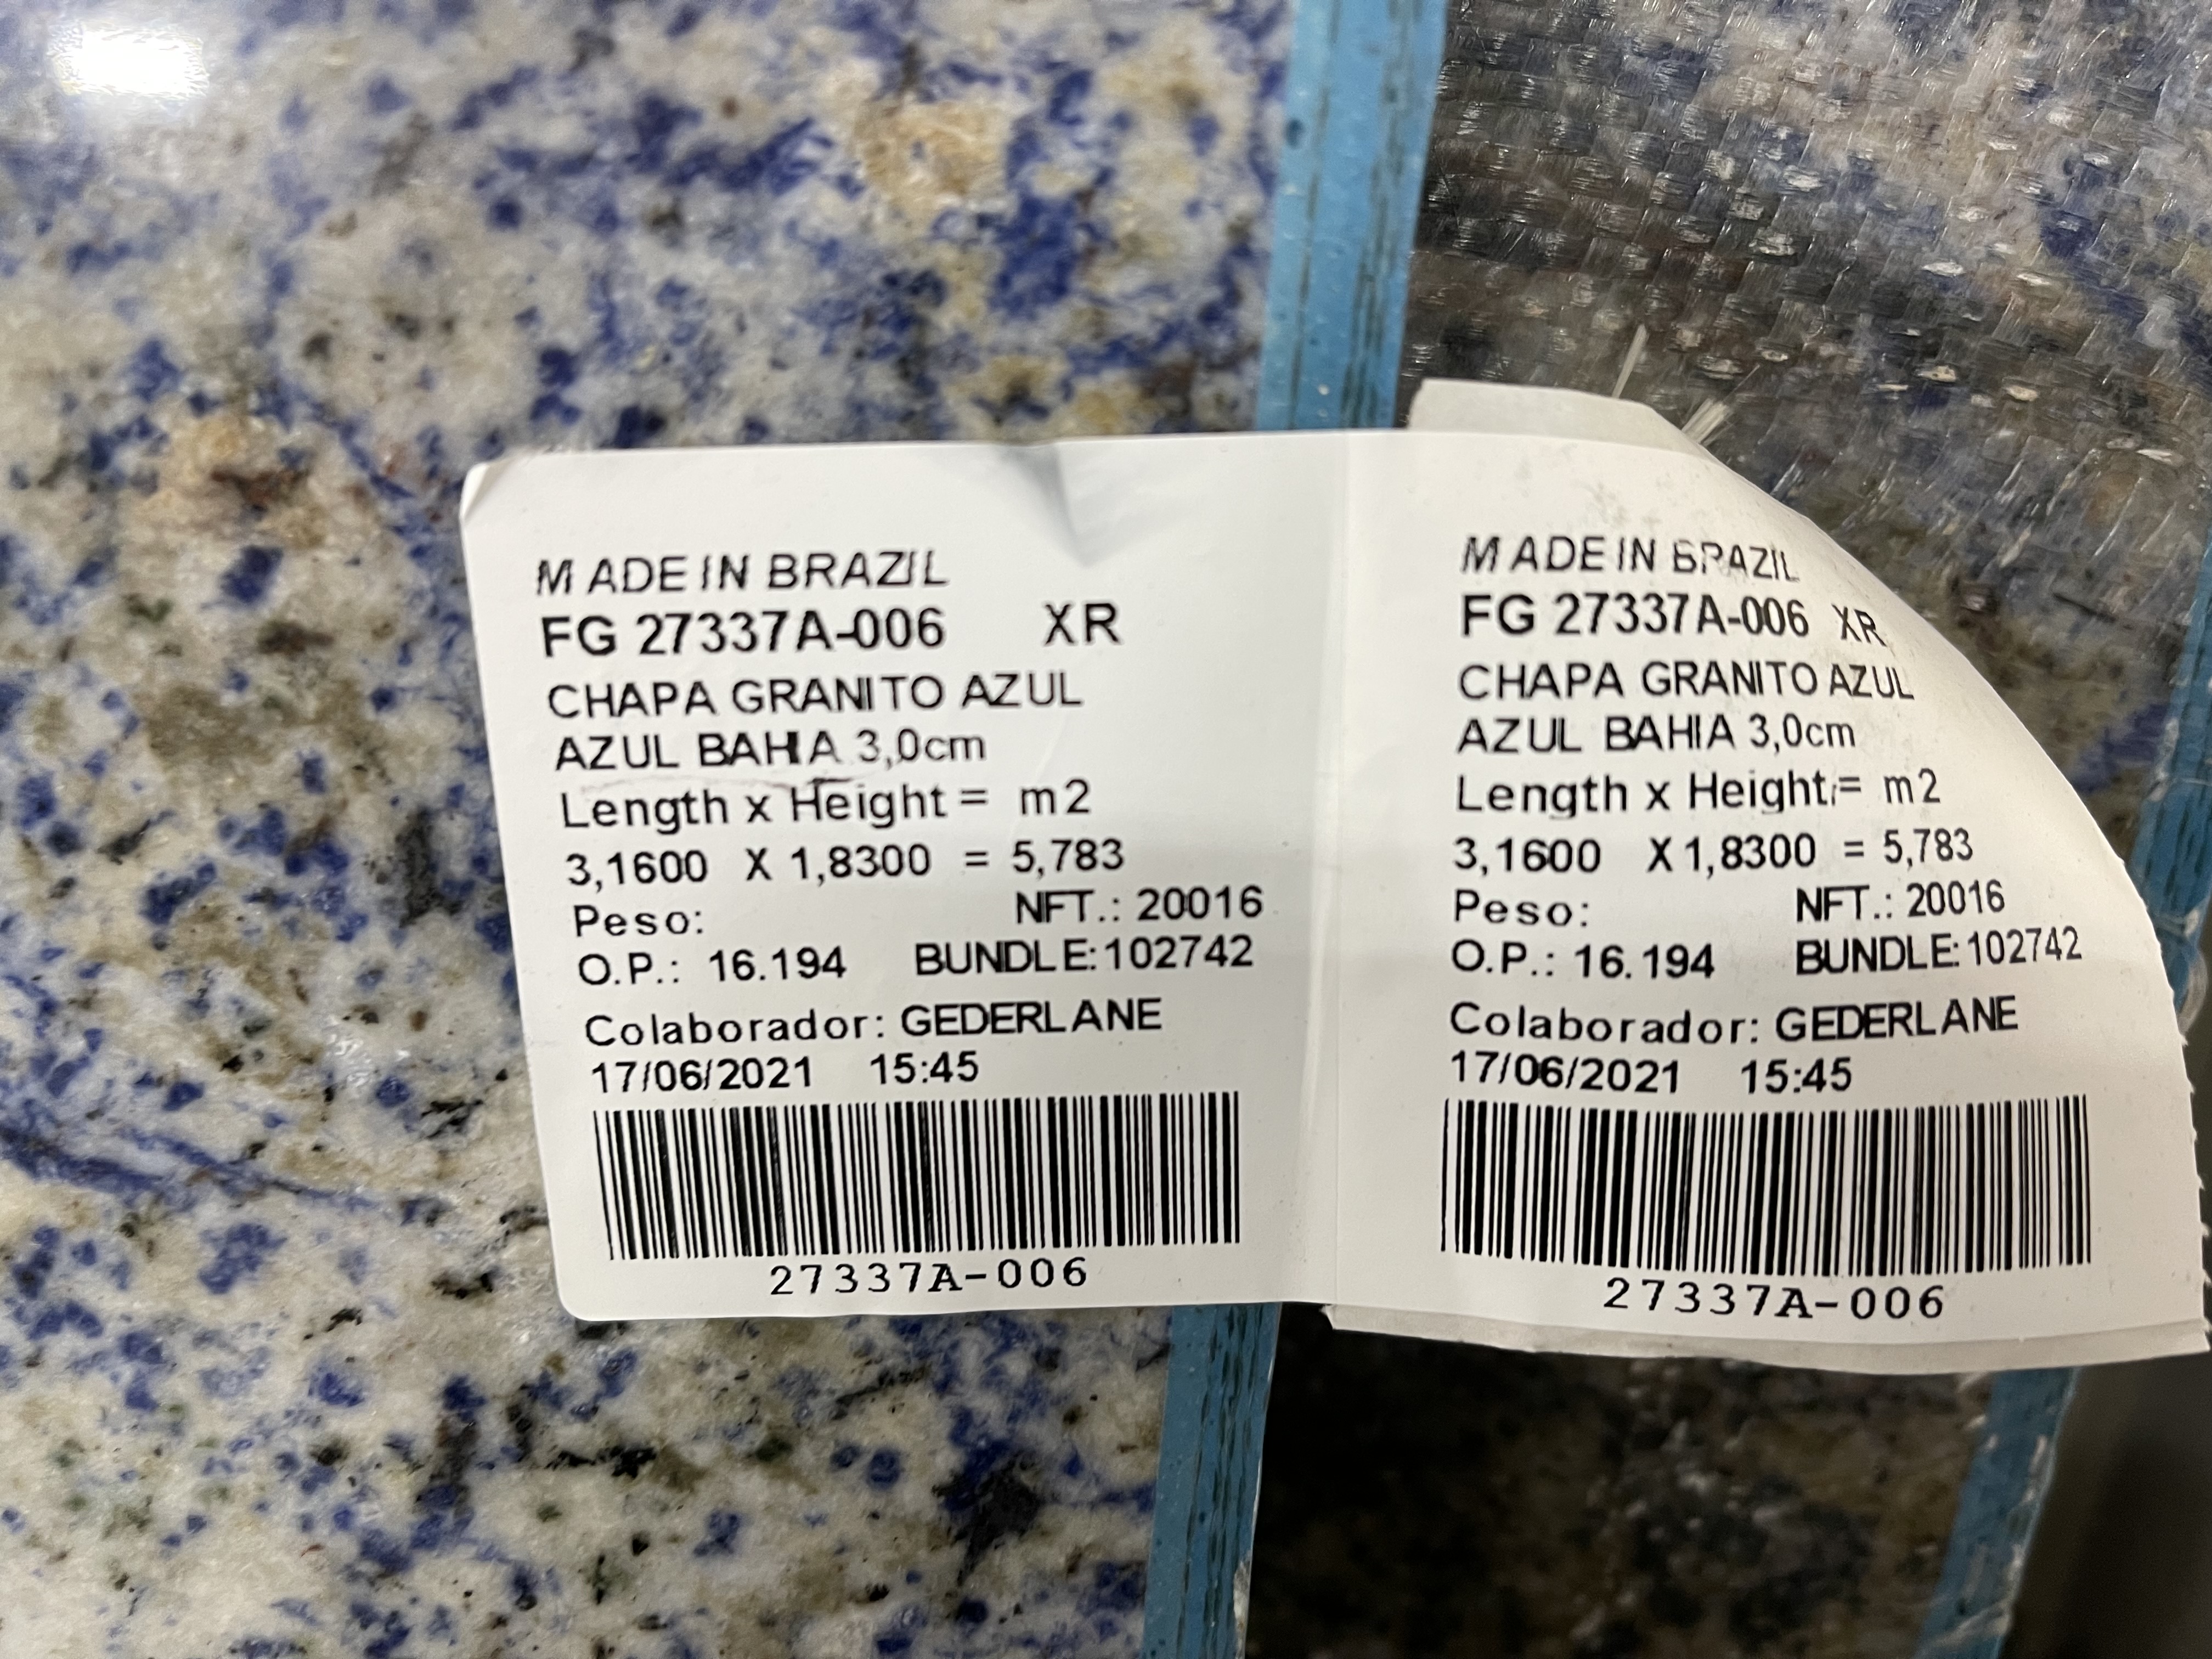 MADE IN BRAZIL
FG 27337A-006 XR
CHAPA GRANITO AZUL
AZUL BAHIA 3,0cm
Length x Height = m2
3,1600 X 1,8300 = 5,783
Peso: NFT.: 20016
O.P.: 16.194 BUNDLE:102742
Colaborador: GEDERLANE
17/06/2021 15:45
27337A-006
MADE IN BRAZIL
FG 27337A-006 XR
CHAPA GRANITO AZUL
AZUL BAHIA 3,0cm
Length x Height = m2
3,1600 X 1,8300 = 5,783
Peso: NFT.: 20016
O.P.: 16.194 BUNDLE:102742
Colaborador: GEDERLANE
17/06/2021 15:45
27337A-006